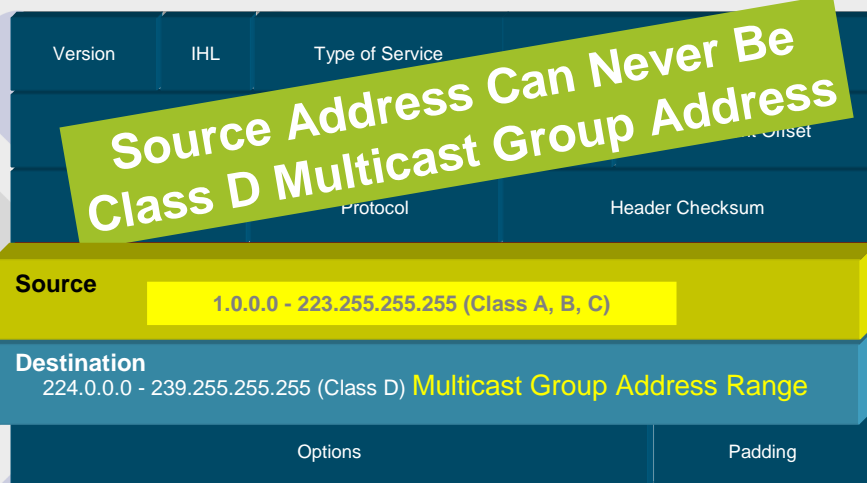 Version IHL Type of Service
Source Address Can Never Be
Class D Multicast Group Address
Offset
Protocol Header Checksum
Source
1.0.0.0 - 223.255.255.255 (Class A, B, C)
Destination
224.0.0.0 - 239.255.255.255 (Class D) Multicast Group Address Range
Options Padding